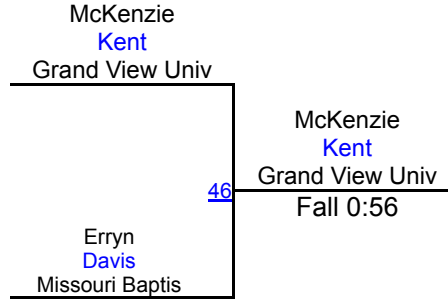 McKenzie
Kent
Grand View Univ
McKenzie
Kent
Grand View Univ
46
Fall 0:56
Erryn
Davis
Missouri Baptis